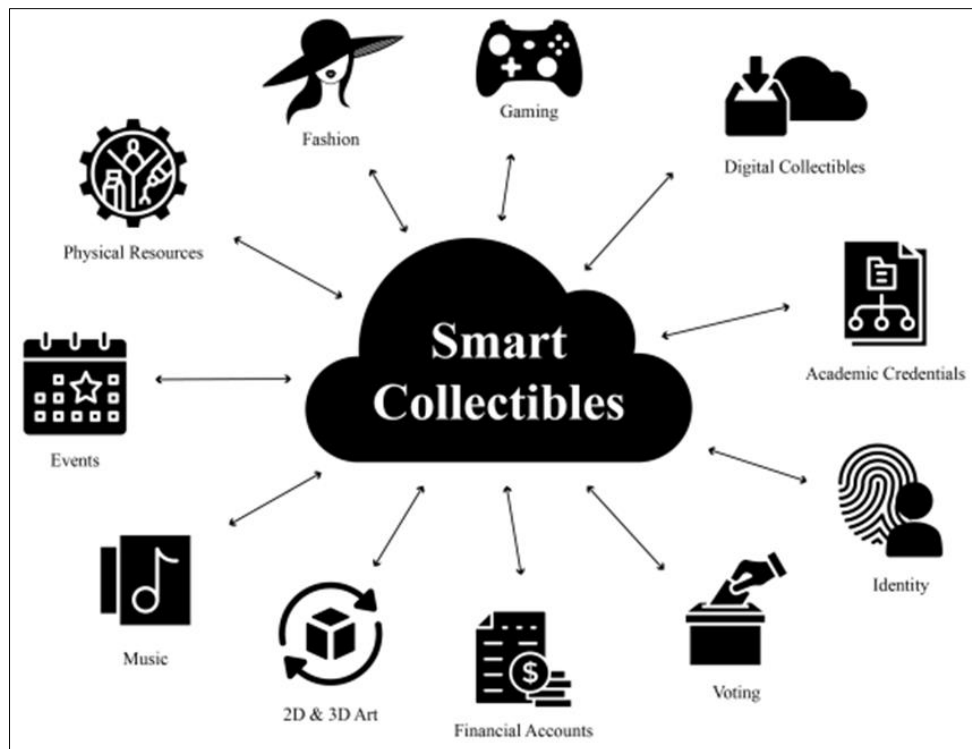 Fashion
Gaming
Digital Collectibles
Physical Resources
Smart
Collectibles
Academic Credentials
Events
Identity
Music
2D & 3D Art
Financial Accounts
Voting
$